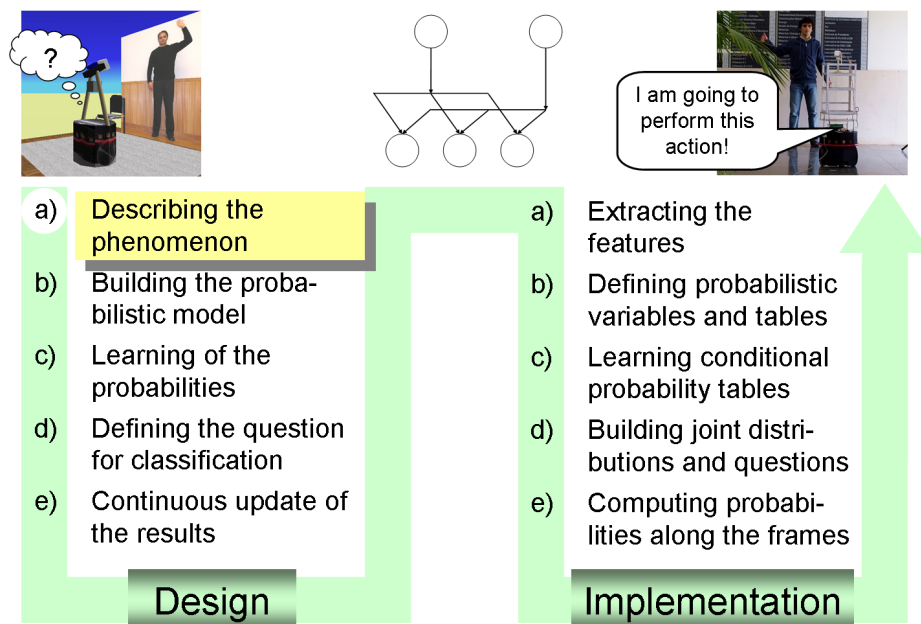 ?
I am going to
perform this
action!
a) Describing the
phenomenon
b) Building the proba-
bilistic model
c) Learning of the
probabilities
d) Defining the question
for classification
e) Continuous update of
the results
Design
a) Extracting the
features
b) Defining probabilistic
variables and tables
c) Learning conditional
probability tables
d) Building joint distri-
butions and questions
e) Computing probabi-
lities along the frames
Implementation